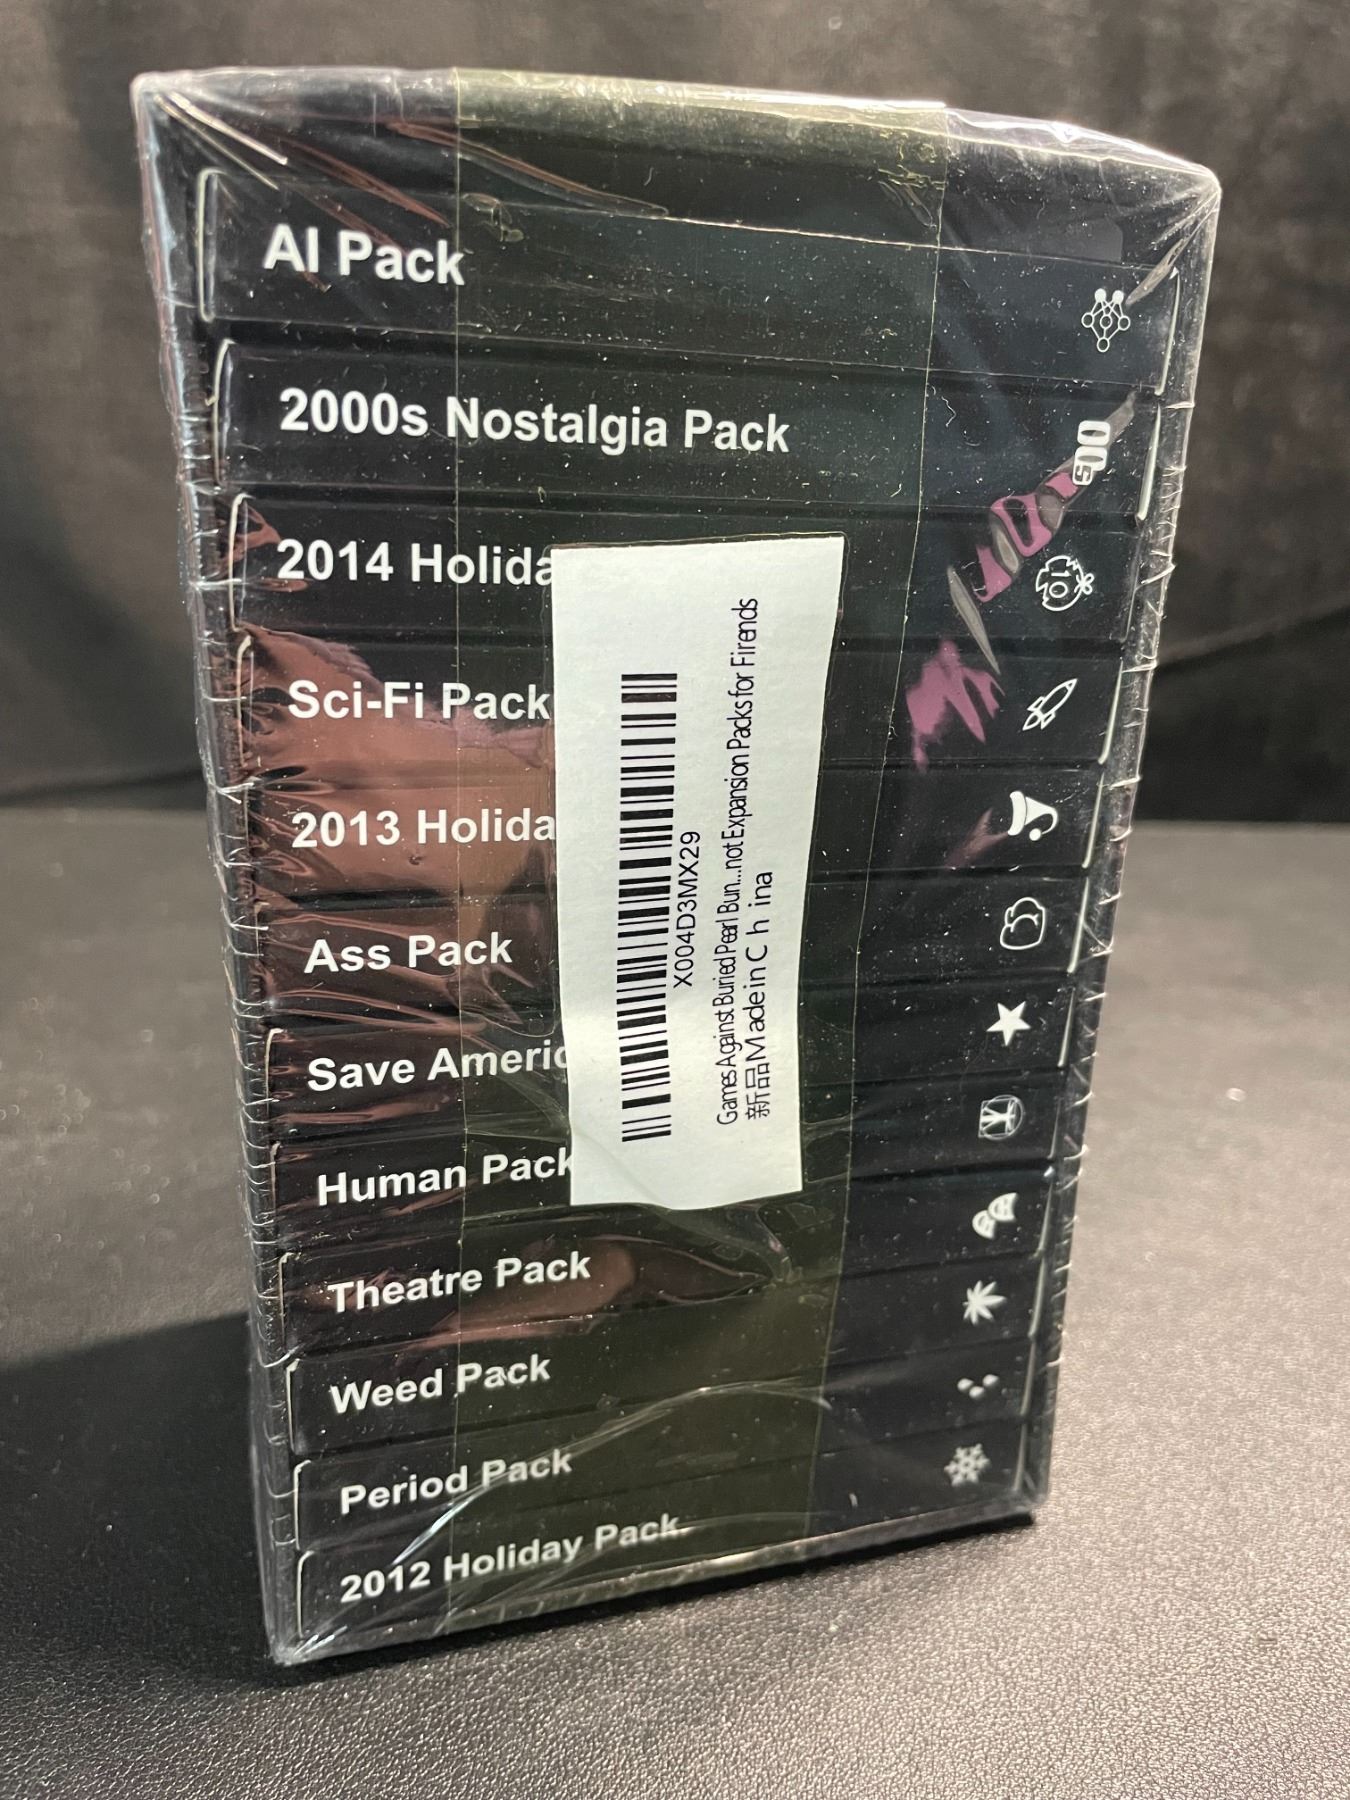 AI Pack
2000s Nostalgia Pack
00s
2014 Holida
10
Sci-Fi Pack
2013 Holida
Ass Pack
Save Americ
Human Pack
Theatre Pack
Weed Pack
Period Pack
2012 Holiday Pack
X004D3MX29
Games Against Buried Pearl Bun...not Expansion Packs for Firends
新品Made in C h ina